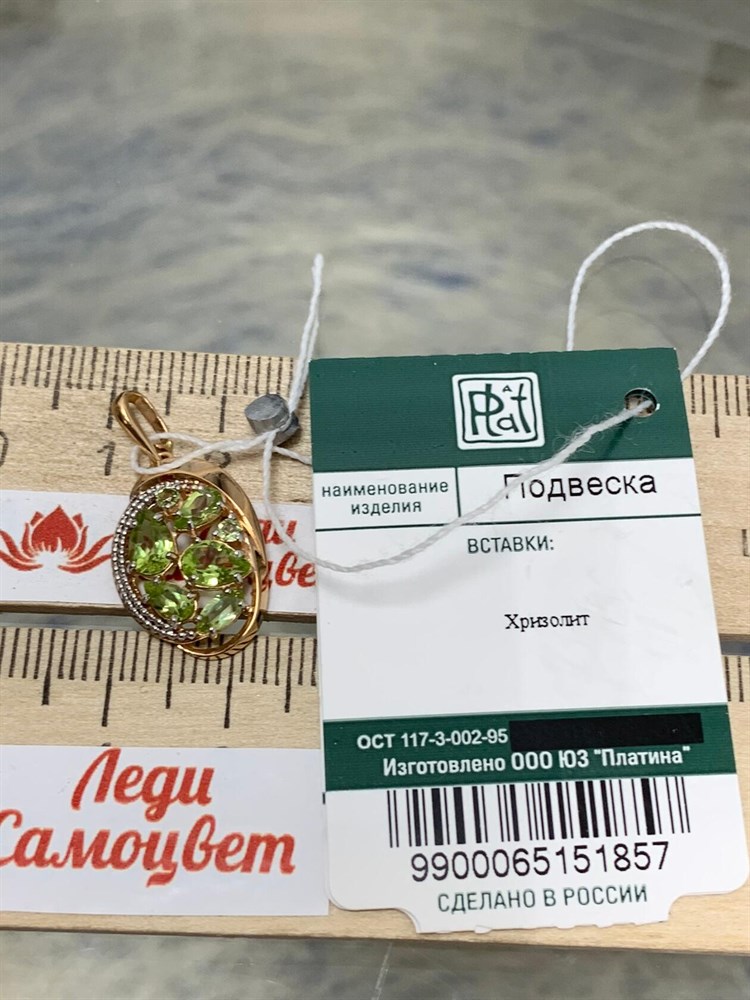 Plat
наименование
изделия
Подвеска
ВСТАВКИ:
Хризолит
ОСТ 117-3-002-95
Изготовлено ООО ЮЗ "Платина"
9900065151857
СДЕЛАНО В РОССИИ
Леди
Леди
Самоцвет